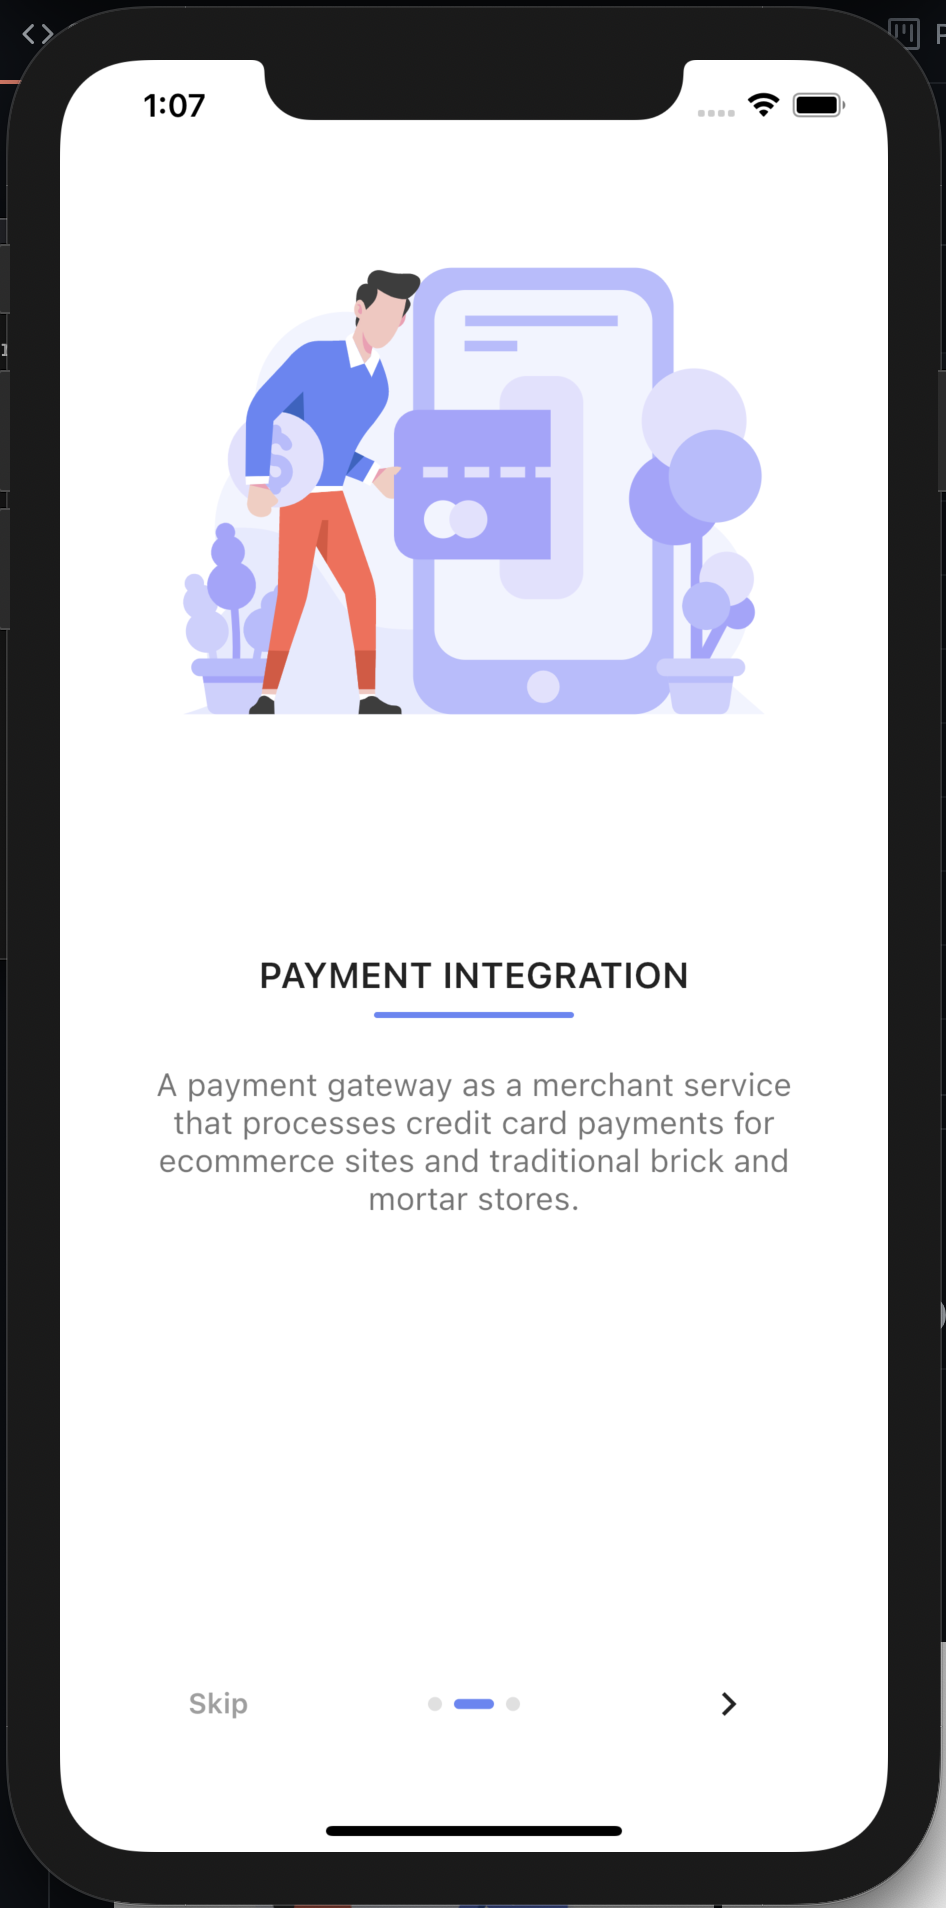 1:07
$
PAYMENT INTEGRATION
A payment gateway as a merchant service
that processes credit card payments for
ecommerce sites and traditional brick and
mortar stores.
Skip